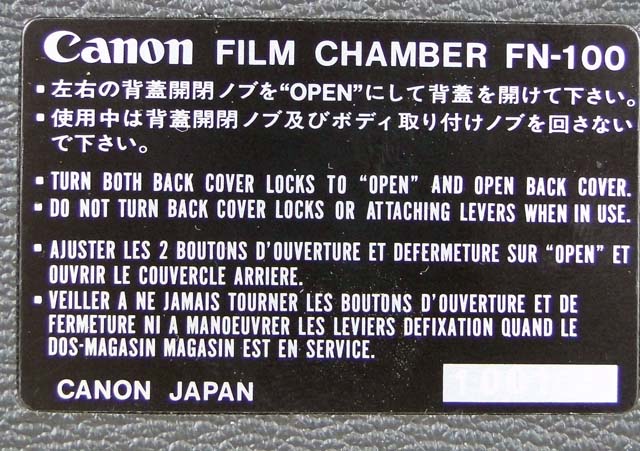 Canon FILM CHAMBER FN-100
▪ 左右の背蓋開閉ノブを“OPEN”にして背蓋を開けて下さい。
▪ 使用中は背蓋開閉ノブ及びボディ取り付けノブを回さない
で下さい。
▪ TURN BOTH BACK COVER LOCKS TO “OPEN” AND OPEN BACK COVER.
▪ DO NOT TURN BACK COVER LOCKS OR ATTACHING LEVERS WHEN IN USE.
▪ AJUSTER LES 2 BOUTONS D'OUVERTURE ET DEFERMETURE SUR “OPEN” ET
OUVRIR LE COUVERCLE ARRIERE.
▪ VEILLER A NE JAMAIS TOURNER LES BOUTONS D'OUVERTURE ET DE
FERMETURE NI A MANOEUVRER LES LEVIERS DEFIXATION QUAND LE
DOS-MAGASIN MAGASIN EST EN SERVICE.
CANON JAPAN